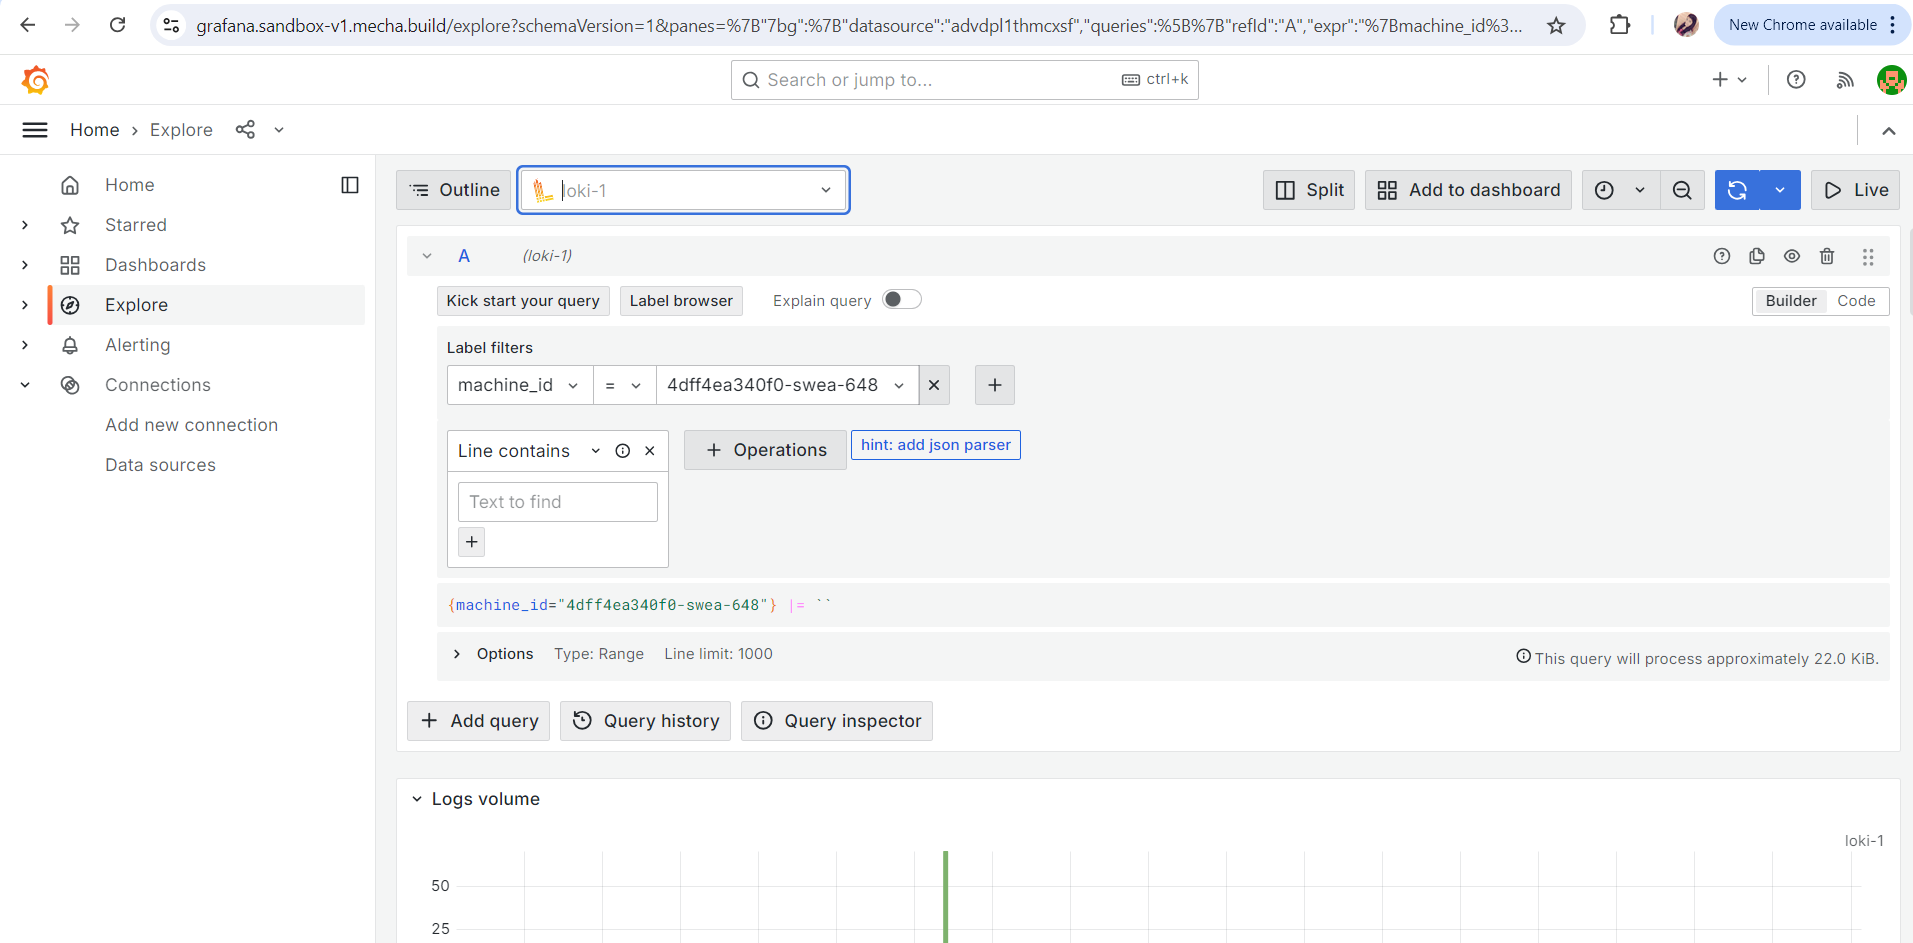 grafana.sandbox-v1.mecha.build/explore?schemaVersion=1&panes=%7B"7bg":%7B"datasource":"advdpl1thmcxsf","queries":%5B%7B"refId":"A","expr":"%7Bmachine_id%3...
New Chrome available
Search or jump to...
ctrl+k
Home › Explore
Home
Starred
Dashboards
Explore
Alerting
Connections
Add new connection
Data sources
Outline
loki-1
Split
Add to dashboard
Live
A
(loki-1)
Kick start your query
Label browser
Explain query
Builder
Code
Label filters
machine_id
=
4dff4ea340f0-swea-648
Line contains
Operations
hint: add json parser
Text to find
{machine_id="4dff4ea340f0-swea-648"} |= ``
Options Type: Range Line limit: 1000
This query will process approximately 22.0 KiB.
Add query
Query history
Query inspector
Logs volume
loki-1
50
25